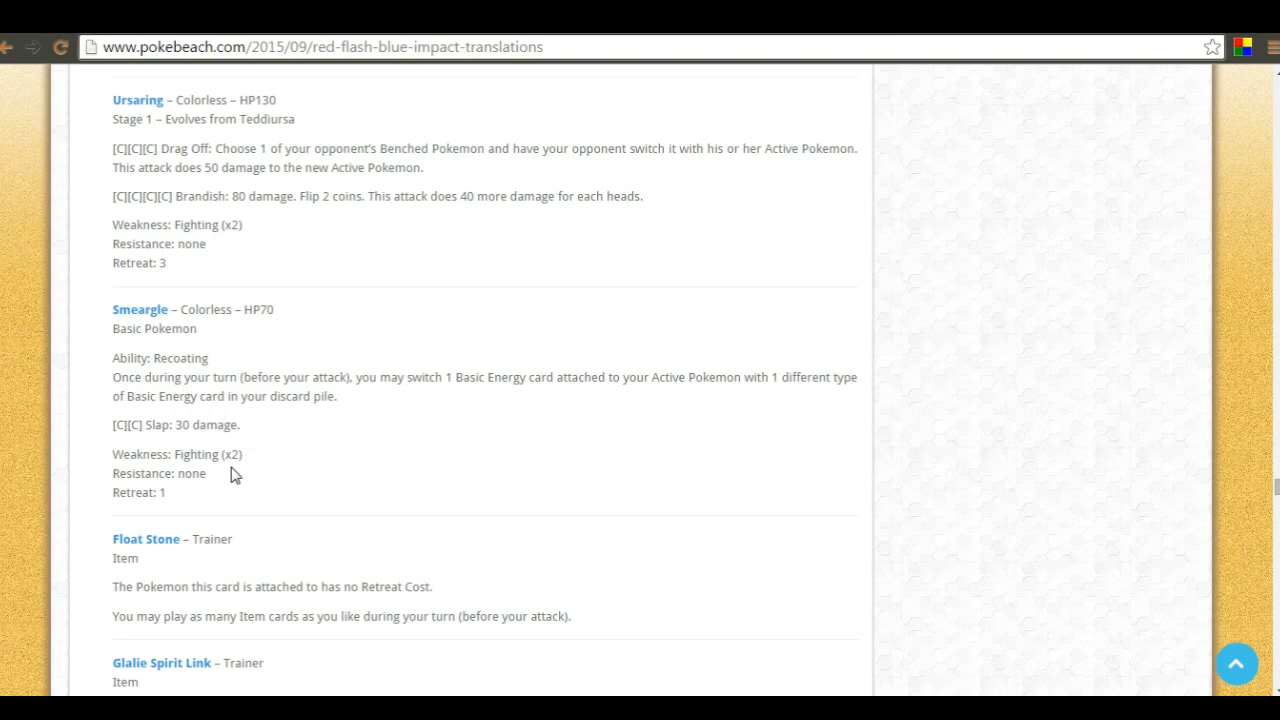 www.pokebeach.com/2015/09/red-flash-blue-impact-translations
Ursaring – Colorless – HP130
Stage 1 – Evolves from Teddiursa
[C][C][C] Drag Off: Choose 1 of your opponent's Benched Pokemon and have your opponent switch it with his or her Active Pokemon.
This attack does 50 damage to the new Active Pokemon.
[C][C][C][C] Brandish: 80 damage. Flip 2 coins. This attack does 40 more damage for each heads.
Weakness: Fighting (x2)
Resistance: none
Retreat: 3
Smeargle – Colorless – HP70
Basic Pokemon
Ability: Recoating
Once during your turn (before your attack), you may switch 1 Basic Energy card attached to your Active Pokemon with 1 different type
of Basic Energy card in your discard pile.
[C][C] Slap: 30 damage.
Weakness: Fighting (x2)
Resistance: none
Retreat: 1
Float Stone – Trainer
Item
The Pokemon this card is attached to has no Retreat Cost.
You may play as many Item cards as you like during your turn (before your attack).
Glalie Spirit Link – Trainer
Item